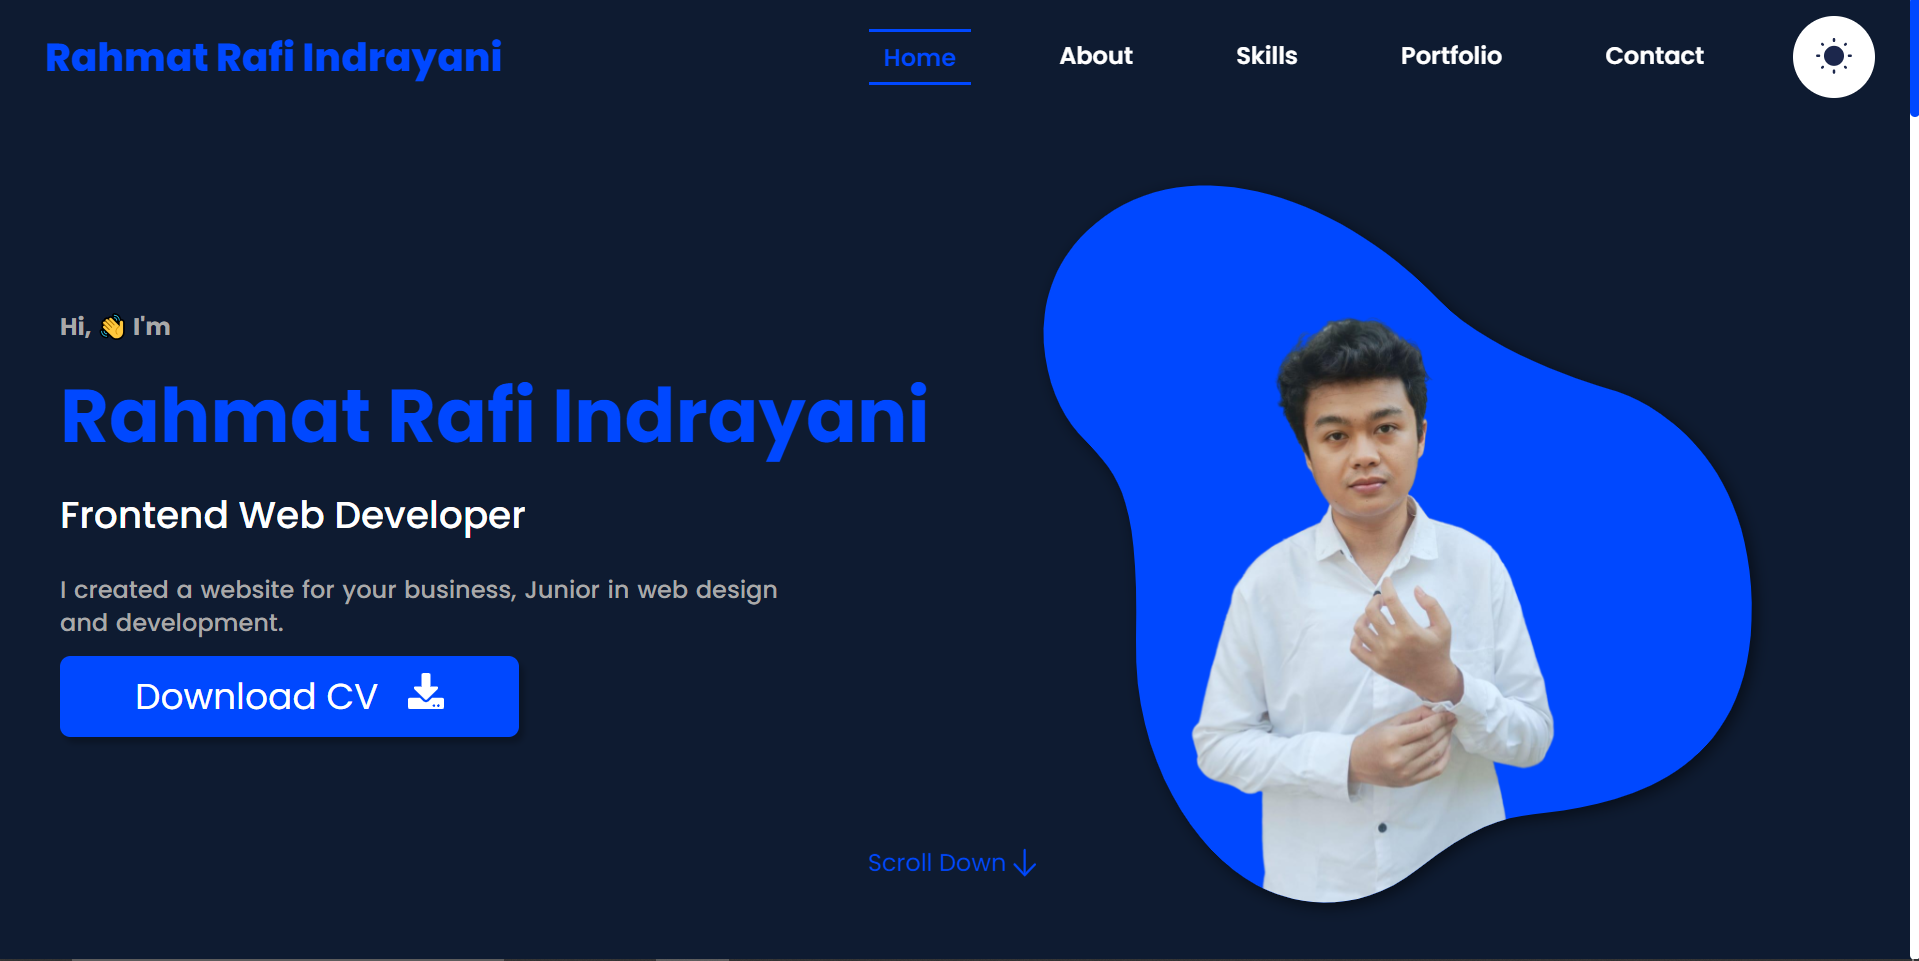 Rahmat Rafi Indrayani
Home
About
Skills
Portfolio
Contact
Hi, 👋 I'm
Rahmat Rafi Indrayani
Frontend Web Developer
I created a website for your business, Junior in web design
and development.
Download CV
Scroll Down